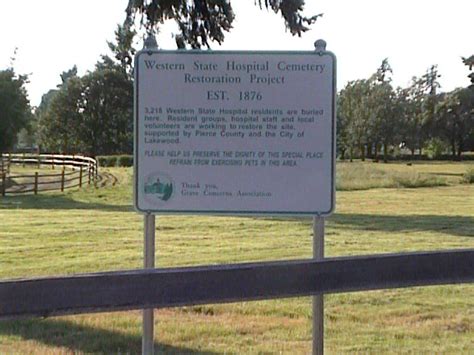 Western State Hospital Cemetery
Restoration Project
EST. 1876
3,218 Western State Hospital residents are buried
here. Resident groups, hospital staff and local
volunteers are working to restore the site,
supported by Pierce County and the City of
Lakewood.
PLEASE HELP US PRESERVE THE DIGNITY OF THIS SPECIAL PLACE
REFRAIN FROM EXERCISING PETS IN THIS AREA
Thank you,
Grave Concerns Association